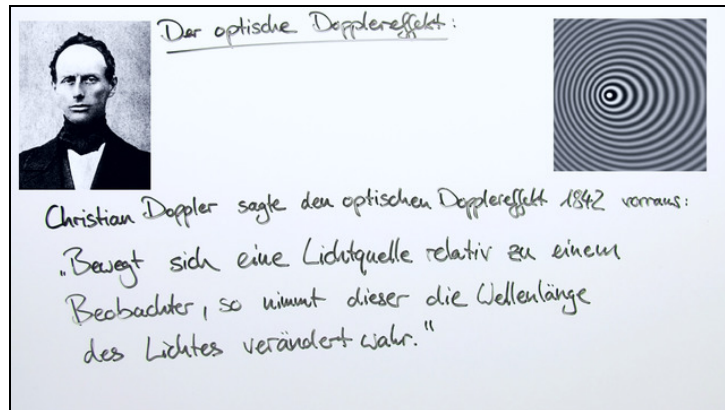 Der optische Dopplereffekt:
Christian Doppler sagte den optischen Dopplereffekt 1842 vorraus:
„Bewegt sich eine Lichtquelle relativ zu einem
Beobachter, so nimmt dieser die Wellenlänge
des Lichtes verändert wahr.“